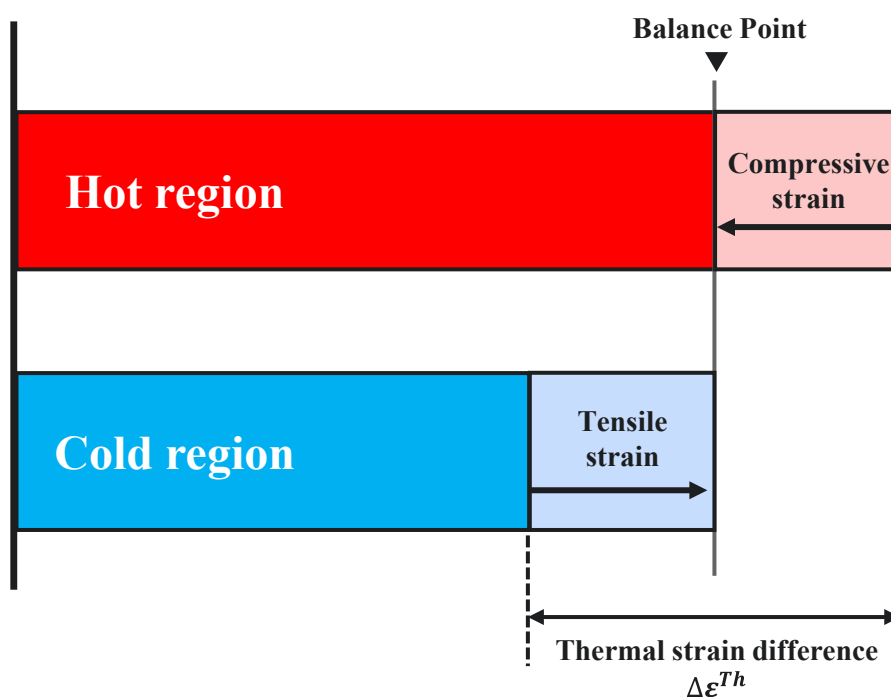 Balance Point
Hot region
Compressive
strain
Cold region
Tensile
strain
Thermal strain difference
Δε^{Th}